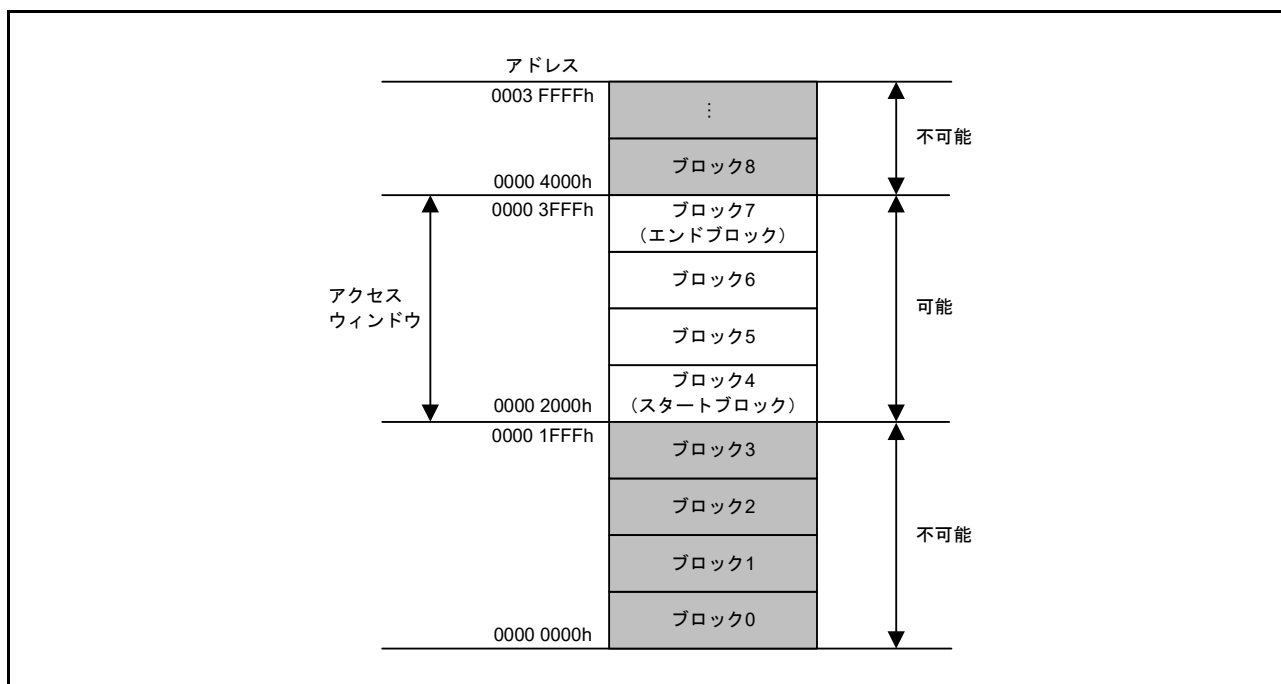 アドレス
0003 FFFFh
⋮
不可能
ブロック8
0000 4000h
0000 3FFFh
ブロック7
(エンドブロック)
ブロック6
アクセス
ウィンドウ
可能
ブロック5
ブロック4
(スタートブロック)
0000 2000h
0000 1FFFh
ブロック3
ブロック2
不可能
ブロック1
ブロック0
0000 0000h